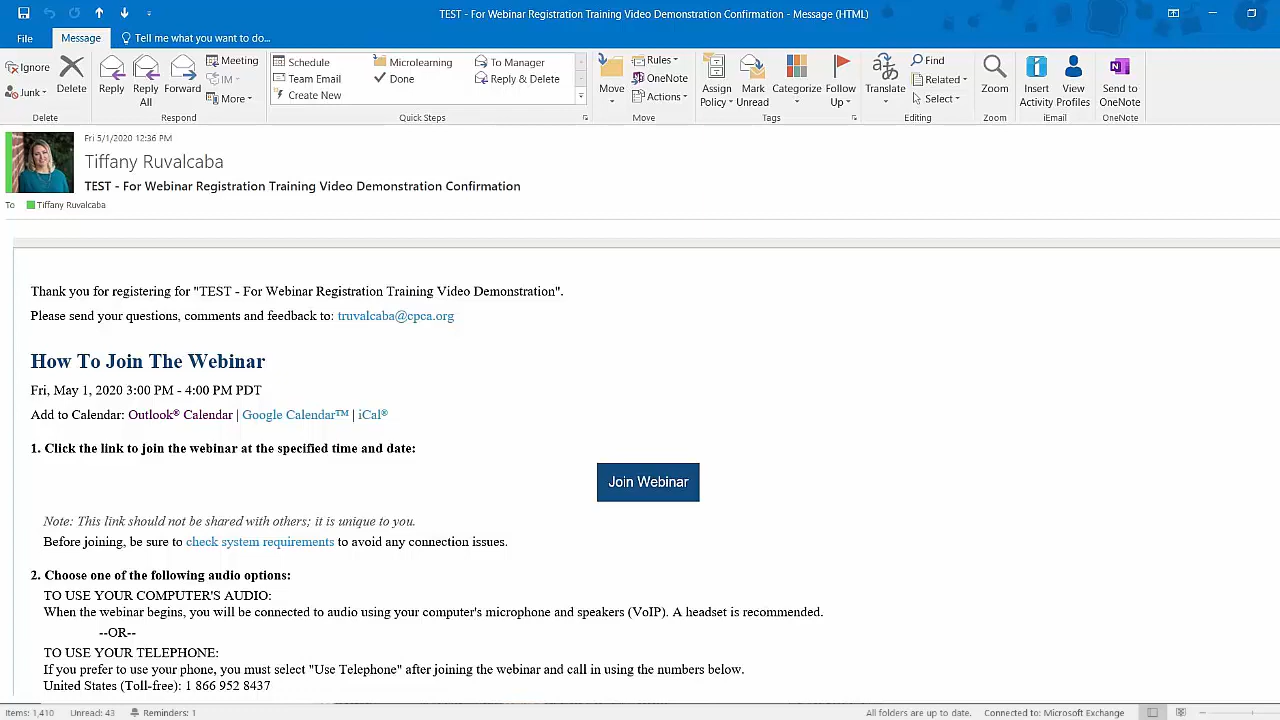 TEST - For Webinar Registration Training Video Demonstration Confirmation - Message (HTML)
File Message Tell me what you want to do...
Ignore
Junk
Delete
Delete
Reply
Reply All
Forward
Meeting
IM
More
Respond
Schedule
Team Email
Create New
Microlearning
Done
To Manager
Reply & Delete
Quick Steps
Move
Rules
OneNote
Actions
Move
Assign Policy
Mark Unread
Categorize
Follow Up
Tags
Translate
Find
Related
Select
Editing
Zoom
Zoom
Insert Activity
View Profiles
iEmail
Send to OneNote
OneNote
Fri 5/1/2020 12:36 PM
Tiffany Ruvalcaba
TEST - For Webinar Registration Training Video Demonstration Confirmation
To Tiffany Ruvalcaba
Thank you for registering for "TEST - For Webinar Registration Training Video Demonstration".
Please send your questions, comments and feedback to: truvalcaba@cpca.org
How To Join The Webinar
Fri, May 1, 2020 3:00 PM - 4:00 PM PDT
Add to Calendar: Outlook® Calendar | Google Calendar™ | iCal®
1. Click the link to join the webinar at the specified time and date:
Join Webinar
Note: This link should not be shared with others; it is unique to you.
Before joining, be sure to check system requirements to avoid any connection issues.
2. Choose one of the following audio options:
TO USE YOUR COMPUTER'S AUDIO:
When the webinar begins, you will be connected to audio using your computer's microphone and speakers (VoIP). A headset is recommended.
--OR--
TO USE YOUR TELEPHONE:
If you prefer to use your phone, you must select "Use Telephone" after joining the webinar and call in using the numbers below.
United States (Toll-free): 1 866 952 8437
Items: 1,410 Unread: 43 Reminders: 1 All folders are up to date. Connected to: Microsoft Exchange